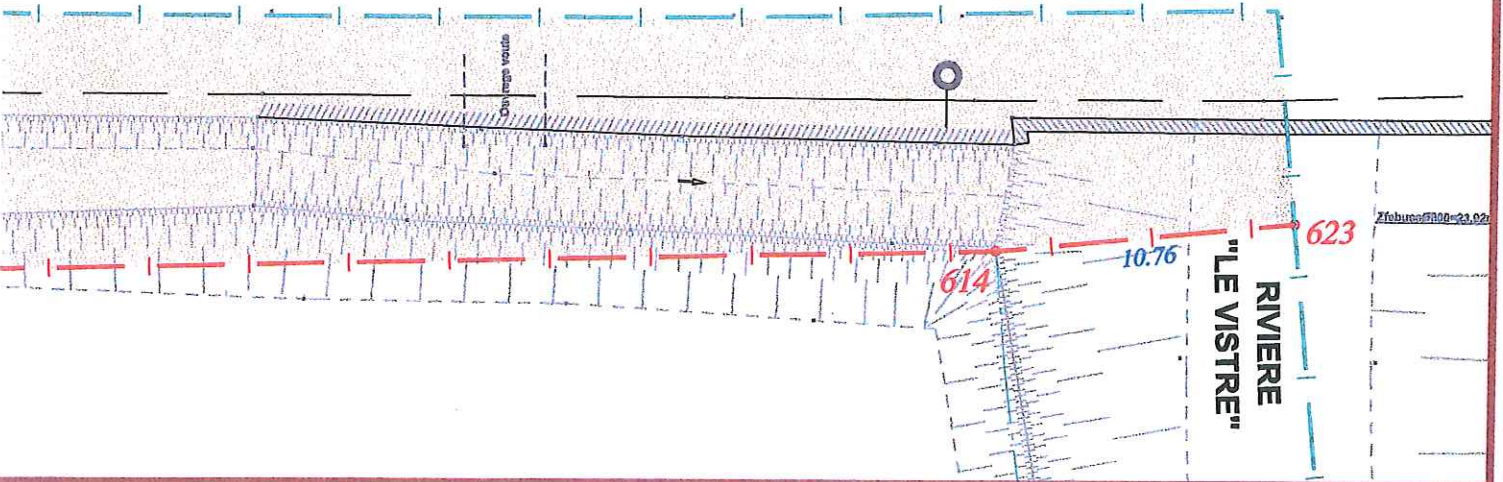 Ouvrage voute
623
10.76
614
RIVIERE
"LE VISTRE"